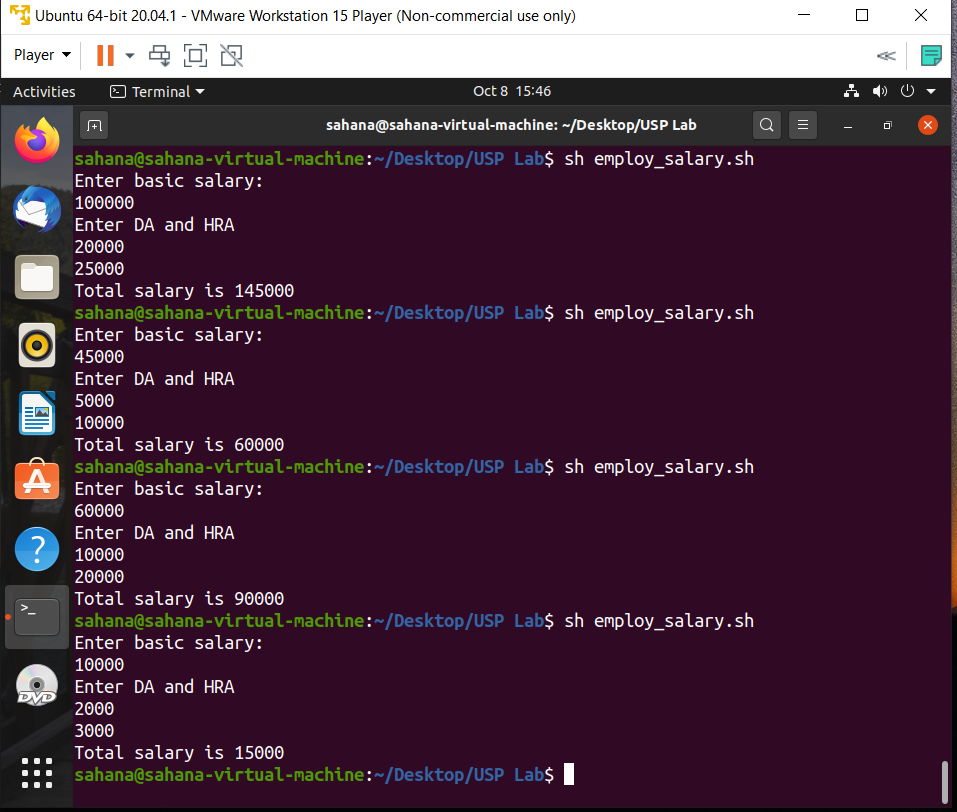 Ubuntu 64-bit 20.04.1 - VMware Workstation 15 Player (Non-commercial use only)
Player
Activities
Terminal
Oct 8 15:46
sahana@sahana-virtual-machine: ~/Desktop/USP Lab
sahana@sahana-virtual-machine:~/Desktop/USP Lab$ sh employ_salary.sh
Enter basic salary:
100000
Enter DA and HRA
20000
25000
Total salary is 145000
sahana@sahana-virtual-machine:~/Desktop/USP Lab$ sh employ_salary.sh
Enter basic salary:
45000
Enter DA and HRA
5000
10000
Total salary is 60000
sahana@sahana-virtual-machine:~/Desktop/USP Lab$ sh employ_salary.sh
Enter basic salary:
60000
Enter DA and HRA
10000
20000
Total salary is 90000
sahana@sahana-virtual-machine:~/Desktop/USP Lab$ sh employ_salary.sh
Enter basic salary:
10000
Enter DA and HRA
2000
3000
Total salary is 15000
sahana@sahana-virtual-machine:~/Desktop/USP Lab$
DVD